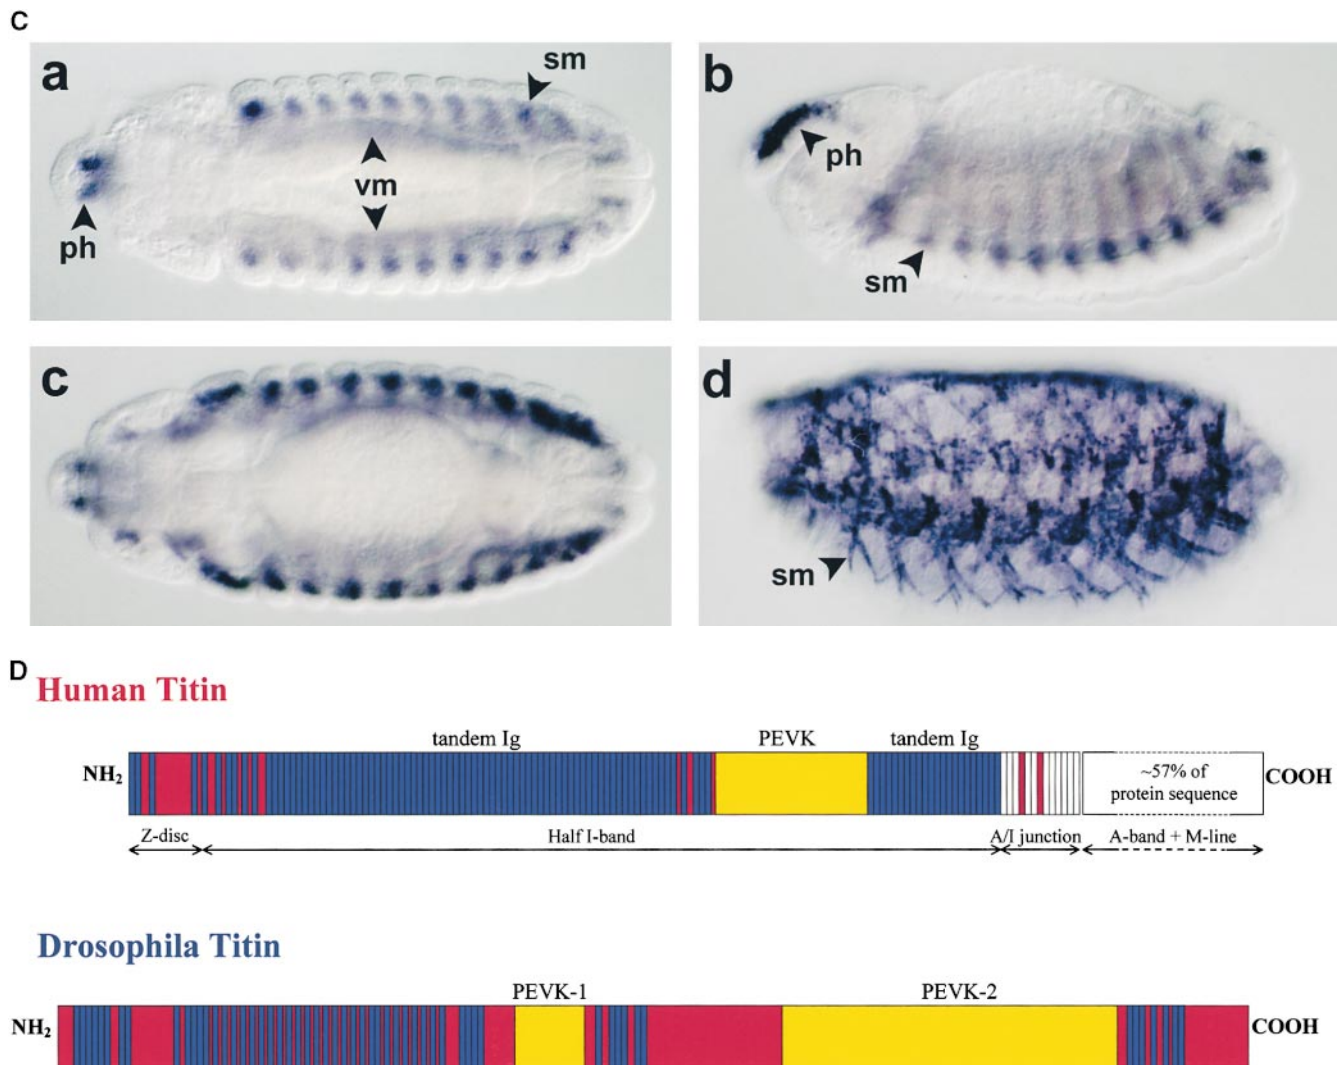 C
a
sm
vm
ph
b
ph
sm
c
d
sm
D
Human Titin
tandem Ig
PEVK
tandem Ig
NH₂
~57% of
protein sequence
COOH
Z-disc
Half I-band
A/I junction
A-band + M-line
Drosophila Titin
PEVK-1
PEVK-2
NH₂
COOH